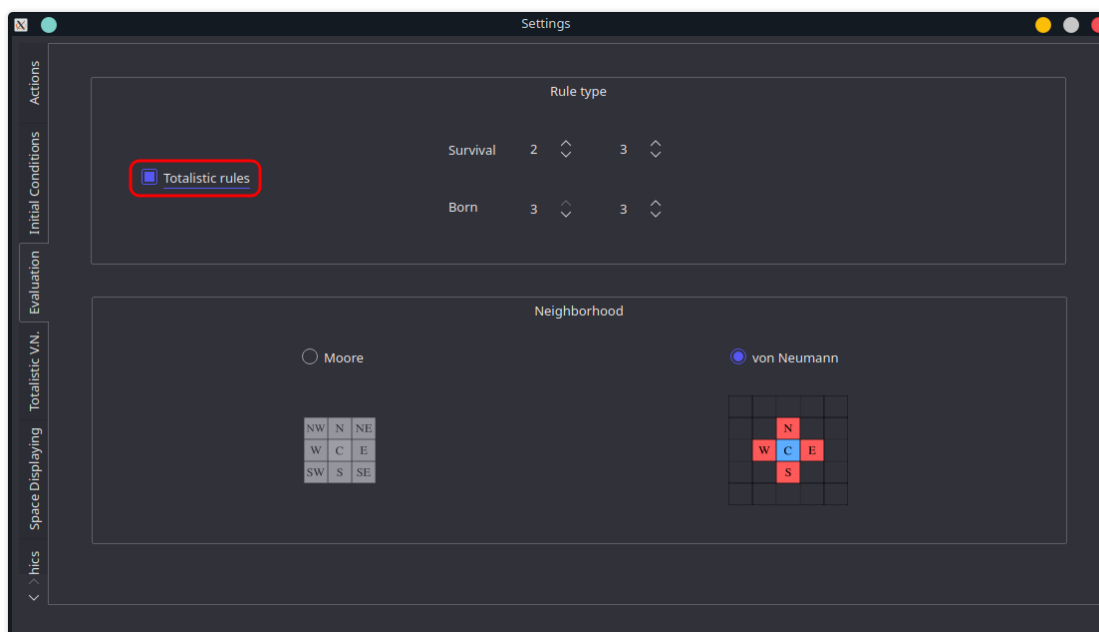 Settings
Actions
Initial Conditions
Evaluation
Totalistic V.N.
Space Displaying
hics
Rule type
Totalistic rules
Survival 2 3
Born 3 3
Neighborhood
Moore
von Neumann
NW N NE
W C E
SW S SE
N
W C E
S